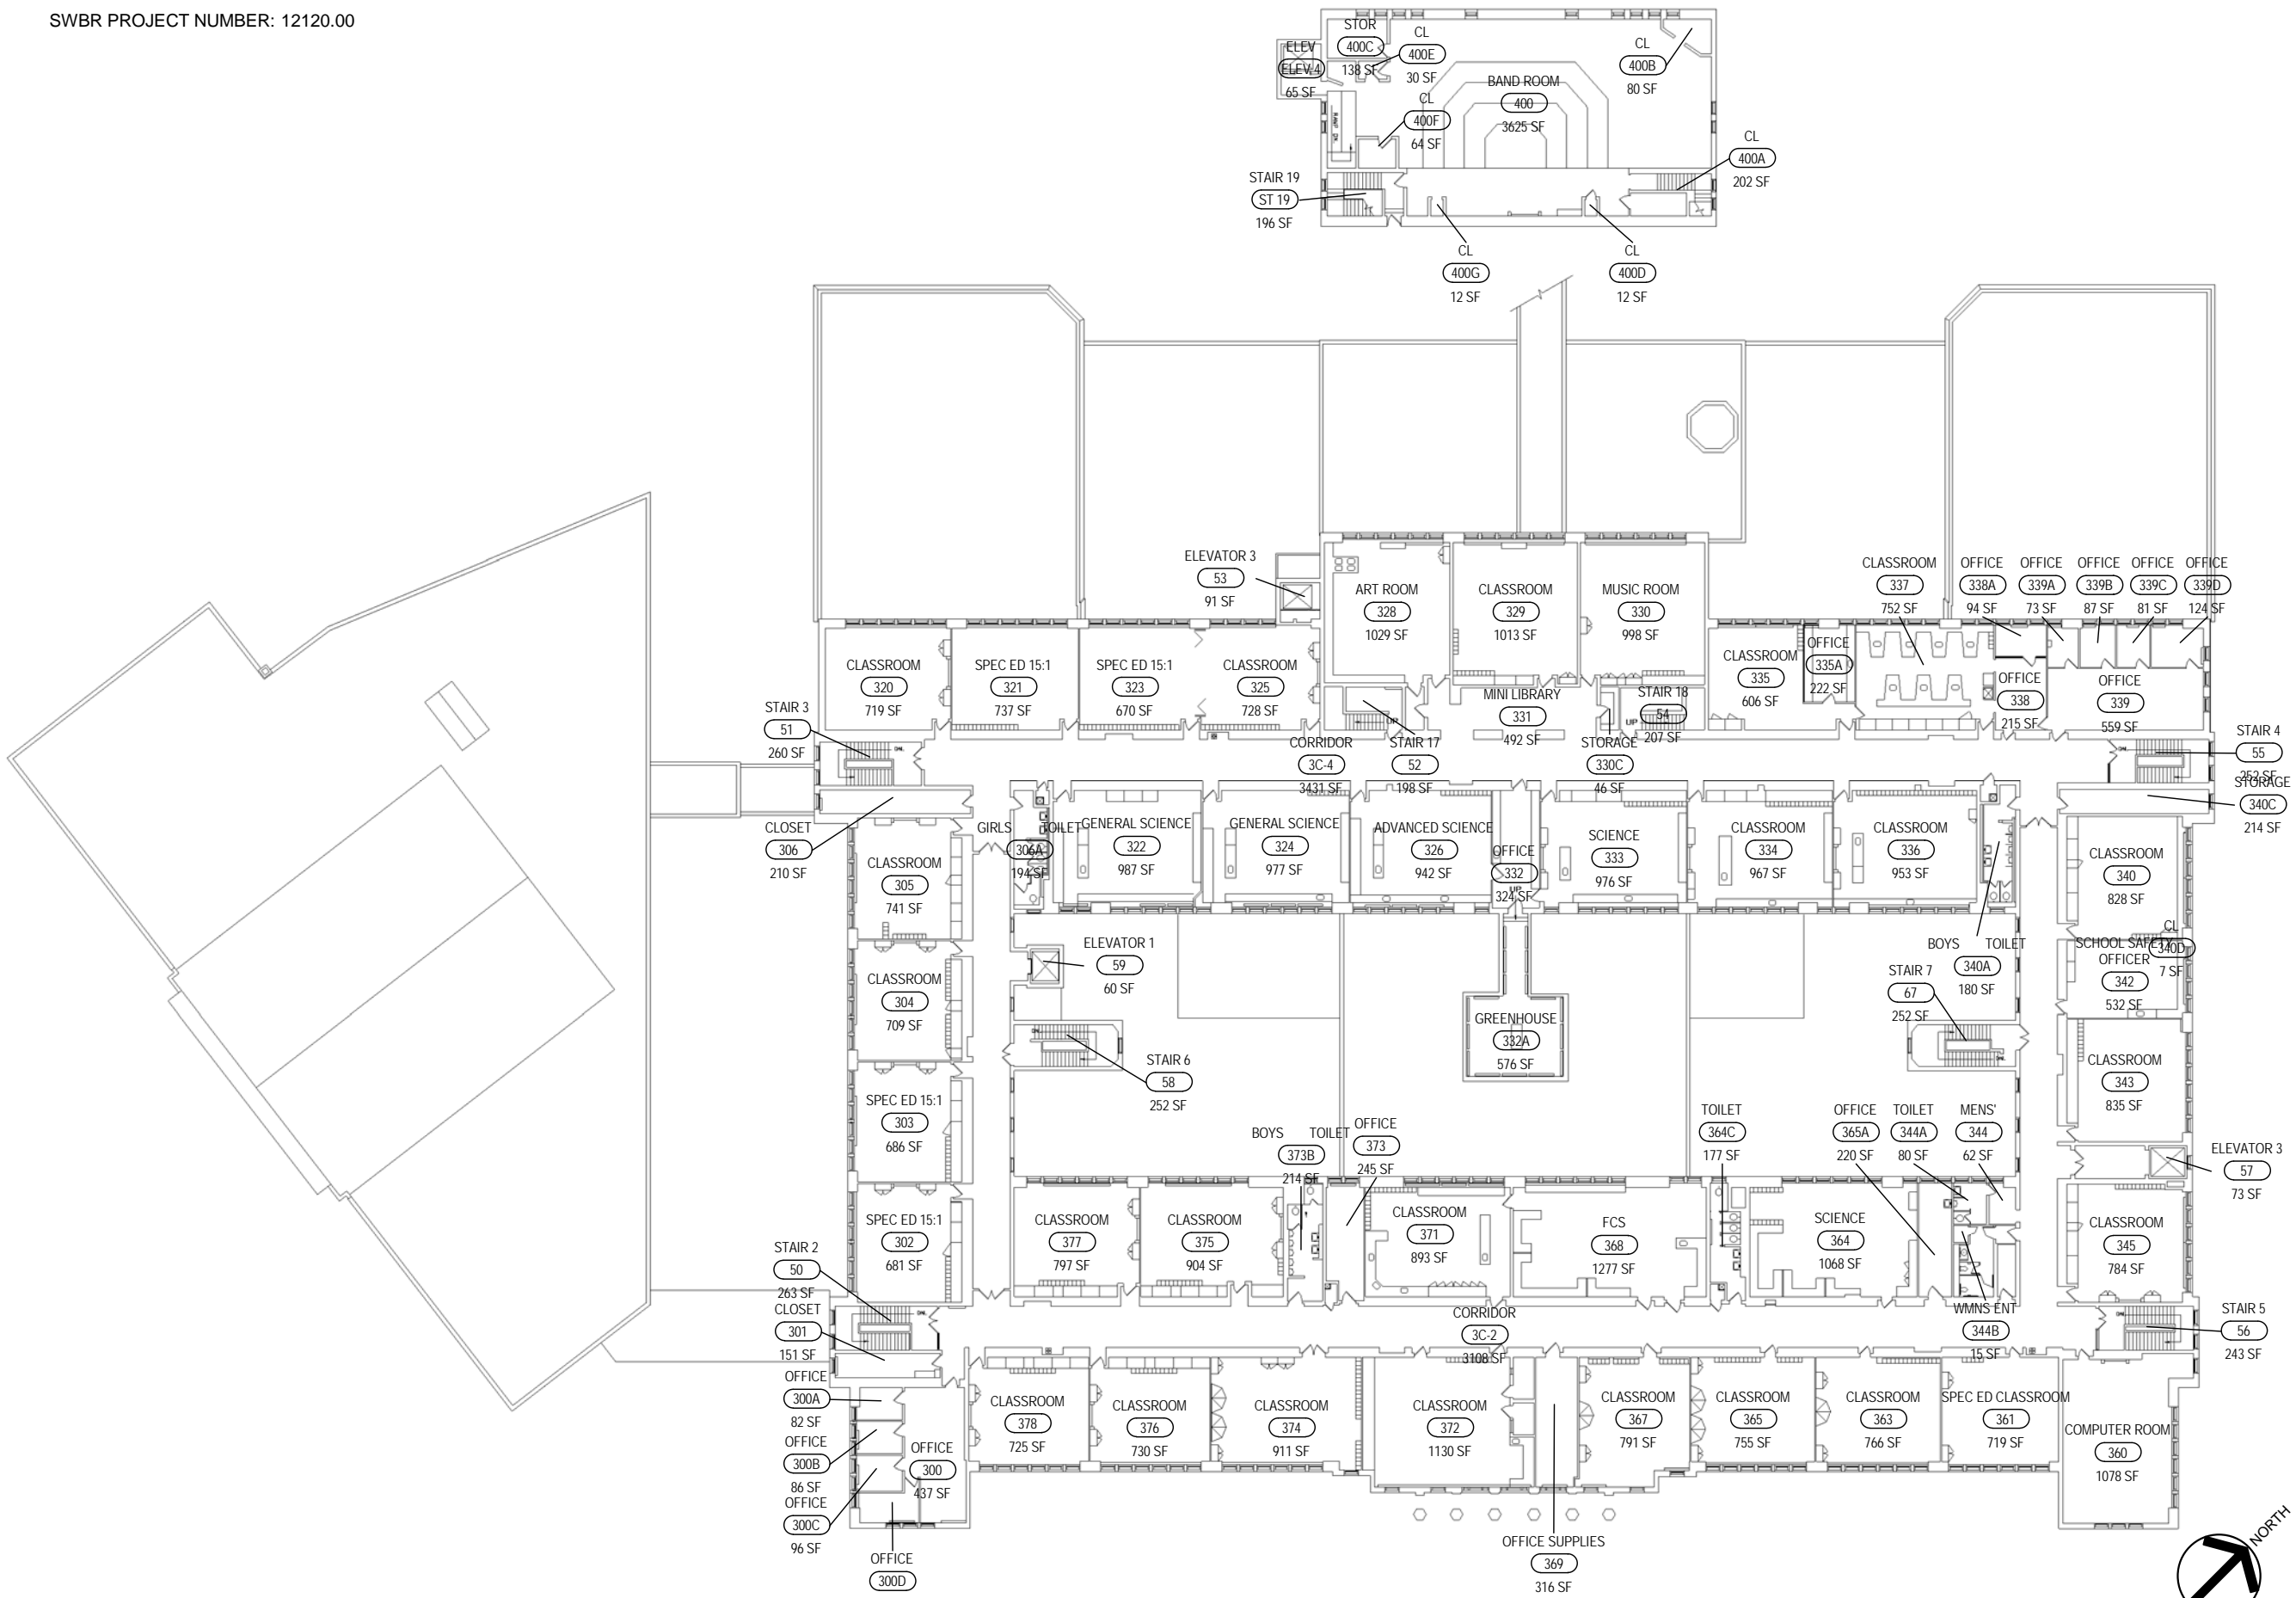 SWBR PROJECT NUMBER: 12120.00
STOR
400C
138 SF
CL
400E
30 SF
ELEV
ELEV 4
65 SF
CL
400B
80 SF
BAND ROOM
400
3625 SF
CL
400F
64 SF
RAMP DN.
CL
400A
202 SF
STAIR 19
ST 19
196 SF
CL
400G
12 SF
CL
400D
12 SF
ELEVATOR 3
53
91 SF
ART ROOM
328
1029 SF
CLASSROOM
329
1013 SF
MUSIC ROOM
330
998 SF
CLASSROOM
337
752 SF
OFFICE
338A
94 SF
OFFICE
339A
73 SF
OFFICE
339B
87 SF
OFFICE
339C
81 SF
OFFICE
339D
124 SF
CLASSROOM
320
719 SF
SPEC ED 15:1
321
737 SF
SPEC ED 15:1
323
670 SF
CLASSROOM
325
728 SF
CLASSROOM
335
606 SF
OFFICE
335A
222 SF
OFFICE
338
215 SF
OFFICE
339
559 SF
STAIR 3
51
260 SF
DN.
UP
MINI LIBRARY
331
492 SF
STAIR 18
54
207 SF
UP
CORRIDOR
3C-4
3431 SF
STAIR 17
52
198 SF
STORAGE
330C
46 SF
STAIR 4
55
252 SF
DN.
STORAGE
340C
214 SF
CLOSET
306
210 SF
GIRLS TOILET
306A
194 SF
GENERAL SCIENCE
322
987 SF
GENERAL SCIENCE
324
977 SF
ADVANCED SCIENCE
326
942 SF
OFFICE
332
324 SF
UP
SCIENCE
333
976 SF
CLASSROOM
334
967 SF
CLASSROOM
336
953 SF
CLASSROOM
305
741 SF
CLASSROOM
340
828 SF
CL
340D
7 SF
SCHOOL SAFETY
OFFICER
342
532 SF
ELEVATOR 1
59
60 SF
BOYS TOILET
340A
180 SF
STAIR 7
67
252 SF
DN.
CLASSROOM
304
709 SF
GREENHOUSE
332A
576 SF
DN.
STAIR 6
58
252 SF
CLASSROOM
343
835 SF
SPEC ED 15:1
303
686 SF
BOYS TOILET
373B
214 SF
OFFICE
373
245 SF
TOILET
364C
177 SF
OFFICE
365A
220 SF
TOILET
344A
80 SF
MENS'
344
62 SF
ELEVATOR 3
57
73 SF
SPEC ED 15:1
302
681 SF
CLASSROOM
377
797 SF
CLASSROOM
375
904 SF
CLASSROOM
371
893 SF
FCS
368
1277 SF
SCIENCE
364
1068 SF
CLASSROOM
345
784 SF
STAIR 2
50
263 SF
DN.
CLOSET
301
151 SF
CORRIDOR
3C-2
3108 SF
WMNS ENT
344B
15 SF
STAIR 5
56
243 SF
DN.
OFFICE
300A
82 SF
OFFICE
300B
86 SF
OFFICE
300C
96 SF
OFFICE
300
437 SF
OFFICE
300D
CLASSROOM
378
725 SF
CLASSROOM
376
730 SF
CLASSROOM
374
911 SF
CLASSROOM
372
1130 SF
CLASSROOM
367
791 SF
CLASSROOM
365
755 SF
CLASSROOM
363
766 SF
SPEC ED CLASSROOM
361
719 SF
COMPUTER ROOM
360
1078 SF
OFFICE SUPPLIES
369
316 SF
NORTH